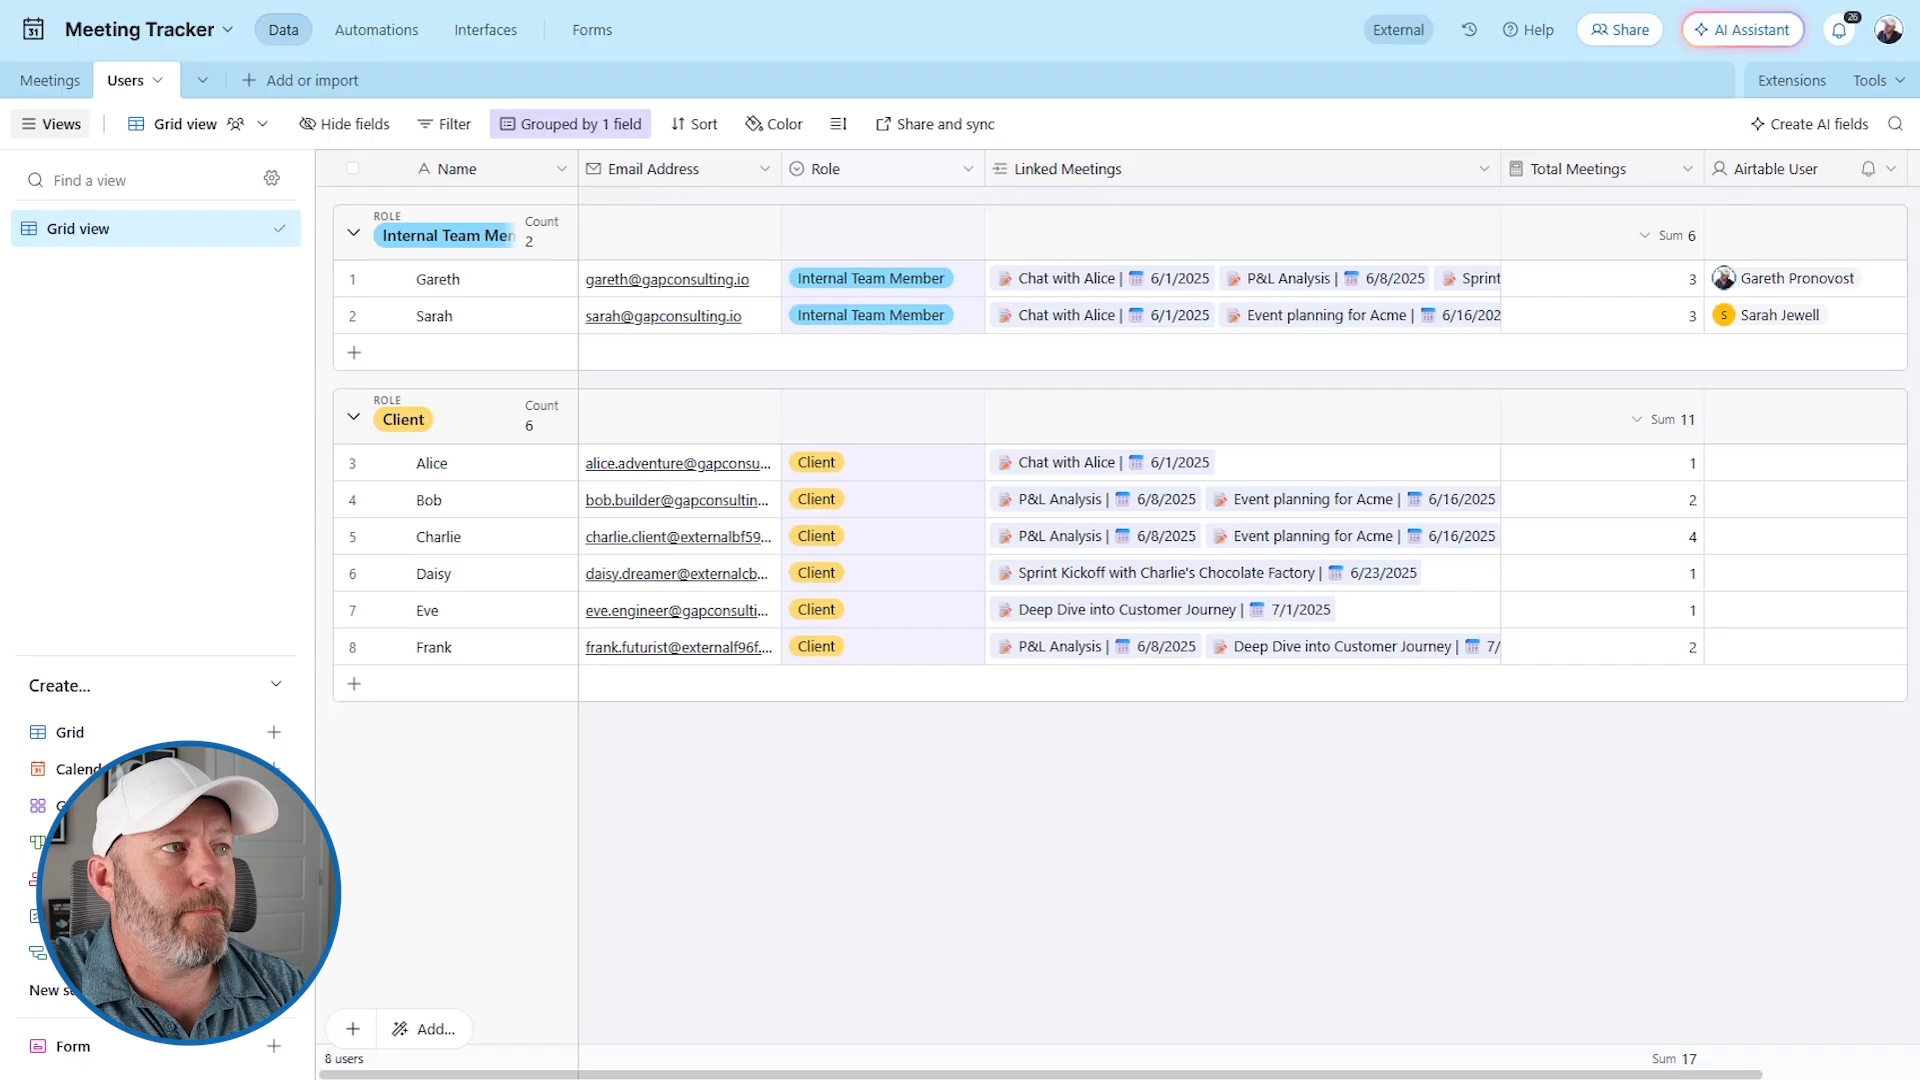 31 Meeting Tracker Data Automations Interfaces Forms External Help Share AI Assistant 26
Meetings Users Add or import Extensions Tools
Views Grid view Hide fields Filter Grouped by 1 field Sort Color Share and sync Create AI fields
Find a view
Grid view
Name Email Address Role Linked Meetings Total Meetings Airtable User
ROLE Count
Internal Team Mem 2 Sum 6
1 Gareth gareth@gapconsulting.io Internal Team Member Chat with Alice | 6/1/2025 P&L Analysis | 6/8/2025 Sprint 3 Gareth Pronovost
2 Sarah sarah@gapconsulting.io Internal Team Member Chat with Alice | 6/1/2025 Event planning for Acme | 6/16/202 3 S Sarah Jewell
ROLE Count
Client 6 Sum 11
3 Alice alice.adventure@gapconsu... Client Chat with Alice | 6/1/2025 1
4 Bob bob.builder@gapconsultin... Client P&L Analysis | 6/8/2025 Event planning for Acme | 6/16/2025 2
5 Charlie charlie.client@externalbf59... Client P&L Analysis | 6/8/2025 Event planning for Acme | 6/16/2025 4
6 Daisy daisy.dreamer@externalcb... Client Sprint Kickoff with Charlie's Chocolate Factory | 6/23/2025 1
7 Eve eve.engineer@gapconsulti... Client Deep Dive into Customer Journey | 7/1/2025 1
8 Frank frank.futurist@externalf96f.... Client P&L Analysis | 6/8/2025 Deep Dive into Customer Journey | 7/ 2
Create...
Grid
Calend
G
New s
Form
Add...
8 users Sum 17